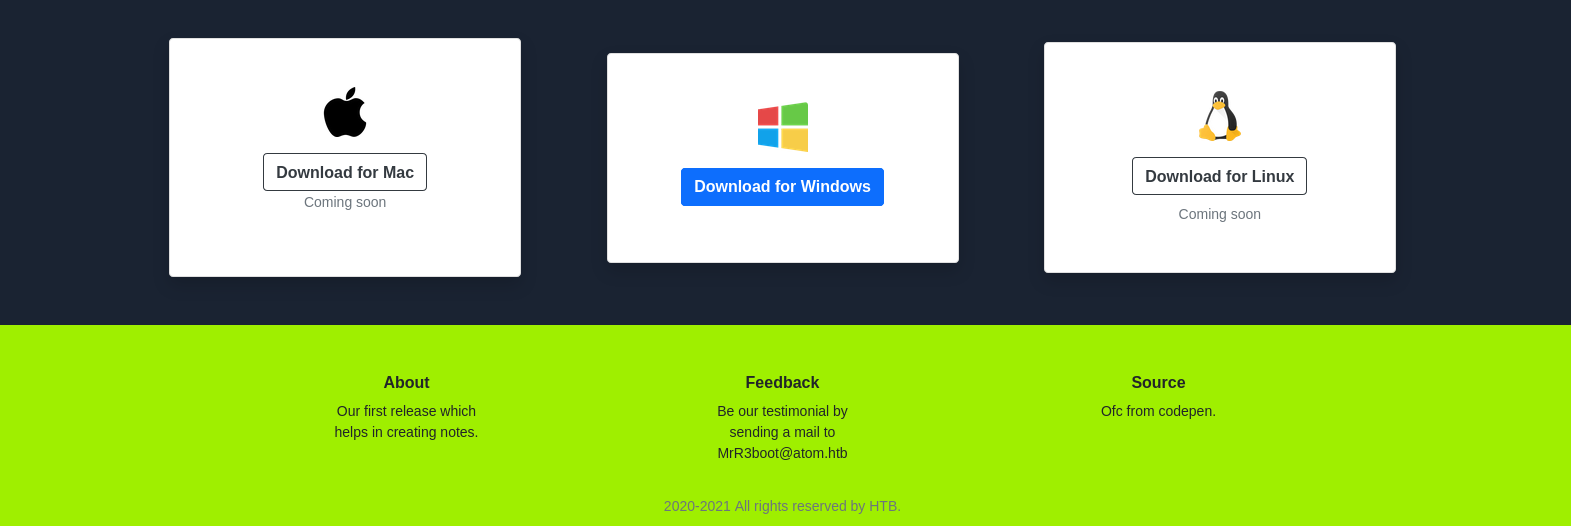 Download for Mac
Coming soon
Download for Windows
Download for Linux
Coming soon
About
Our first release which
helps in creating notes.
Feedback
Be our testimonial by
sending a mail to
MrR3boot@atom.htb
Source
Ofc from codepen.
2020-2021 All rights reserved by HTB.